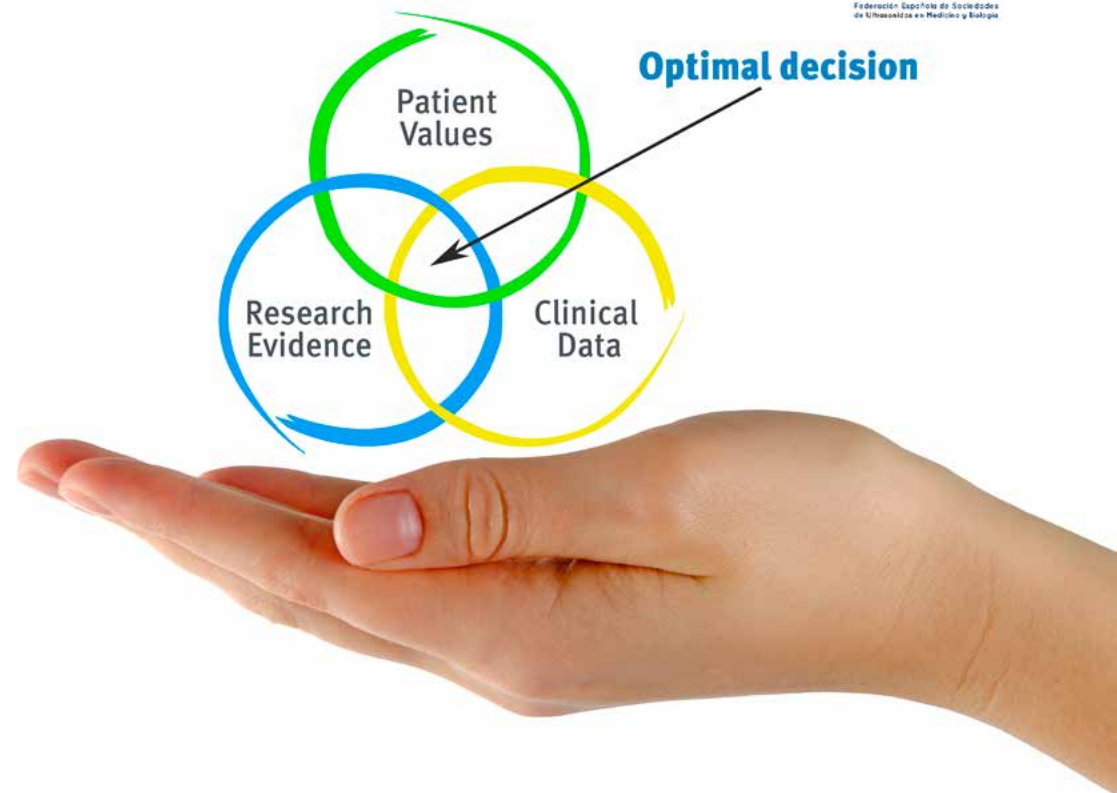 Federación Española de Sociedades
de Ultrasonidos en Medicina y Biología
Optimal decision
Patient
Values
Research
Evidence
Clinical
Data